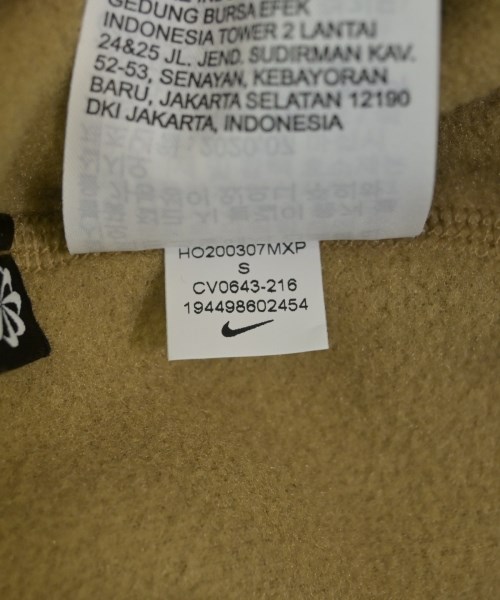 GEDUNG BURSA EFEK
INDONESIA TOWER 2 LANTAI
24&25 JL. JEND. SUDIRMAN KAV.
52-53, SENAYAN, KEBAYORAN
BARU, JAKARTA SELATAN 12190
DKI JAKARTA, INDONESIA
HO200307MXP
S
CV0643-216
194498602454